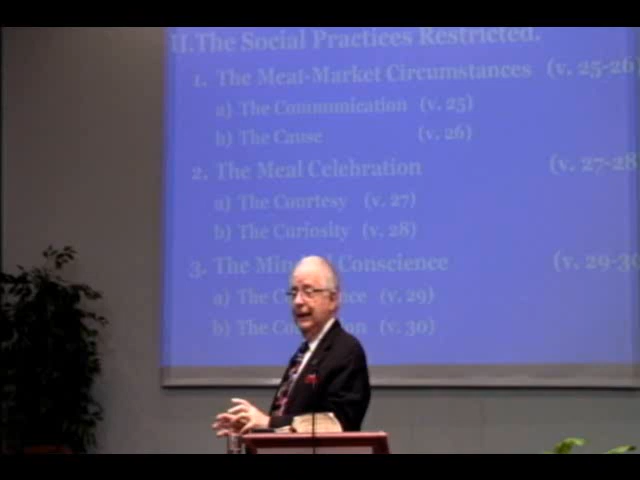 II.The Social Practices Restricted.
1. The Meat-Market Circumstances (v. 25-26
a) The Communication (v. 25)
b) The Cause (v. 26)
2. The Meal Celebration (v. 27-28
a) The Courtesy (v. 27)
b) The Curiosity (v. 28)
3. The Conscience (v. 29-30
a) The (v. 29)
b) The (v. 30)